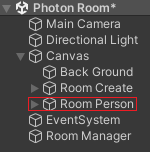 Photon Room*
Main Camera
Directional Light
Canvas
Back Ground
Room Create
Room Person
EventSystem
Room Manager